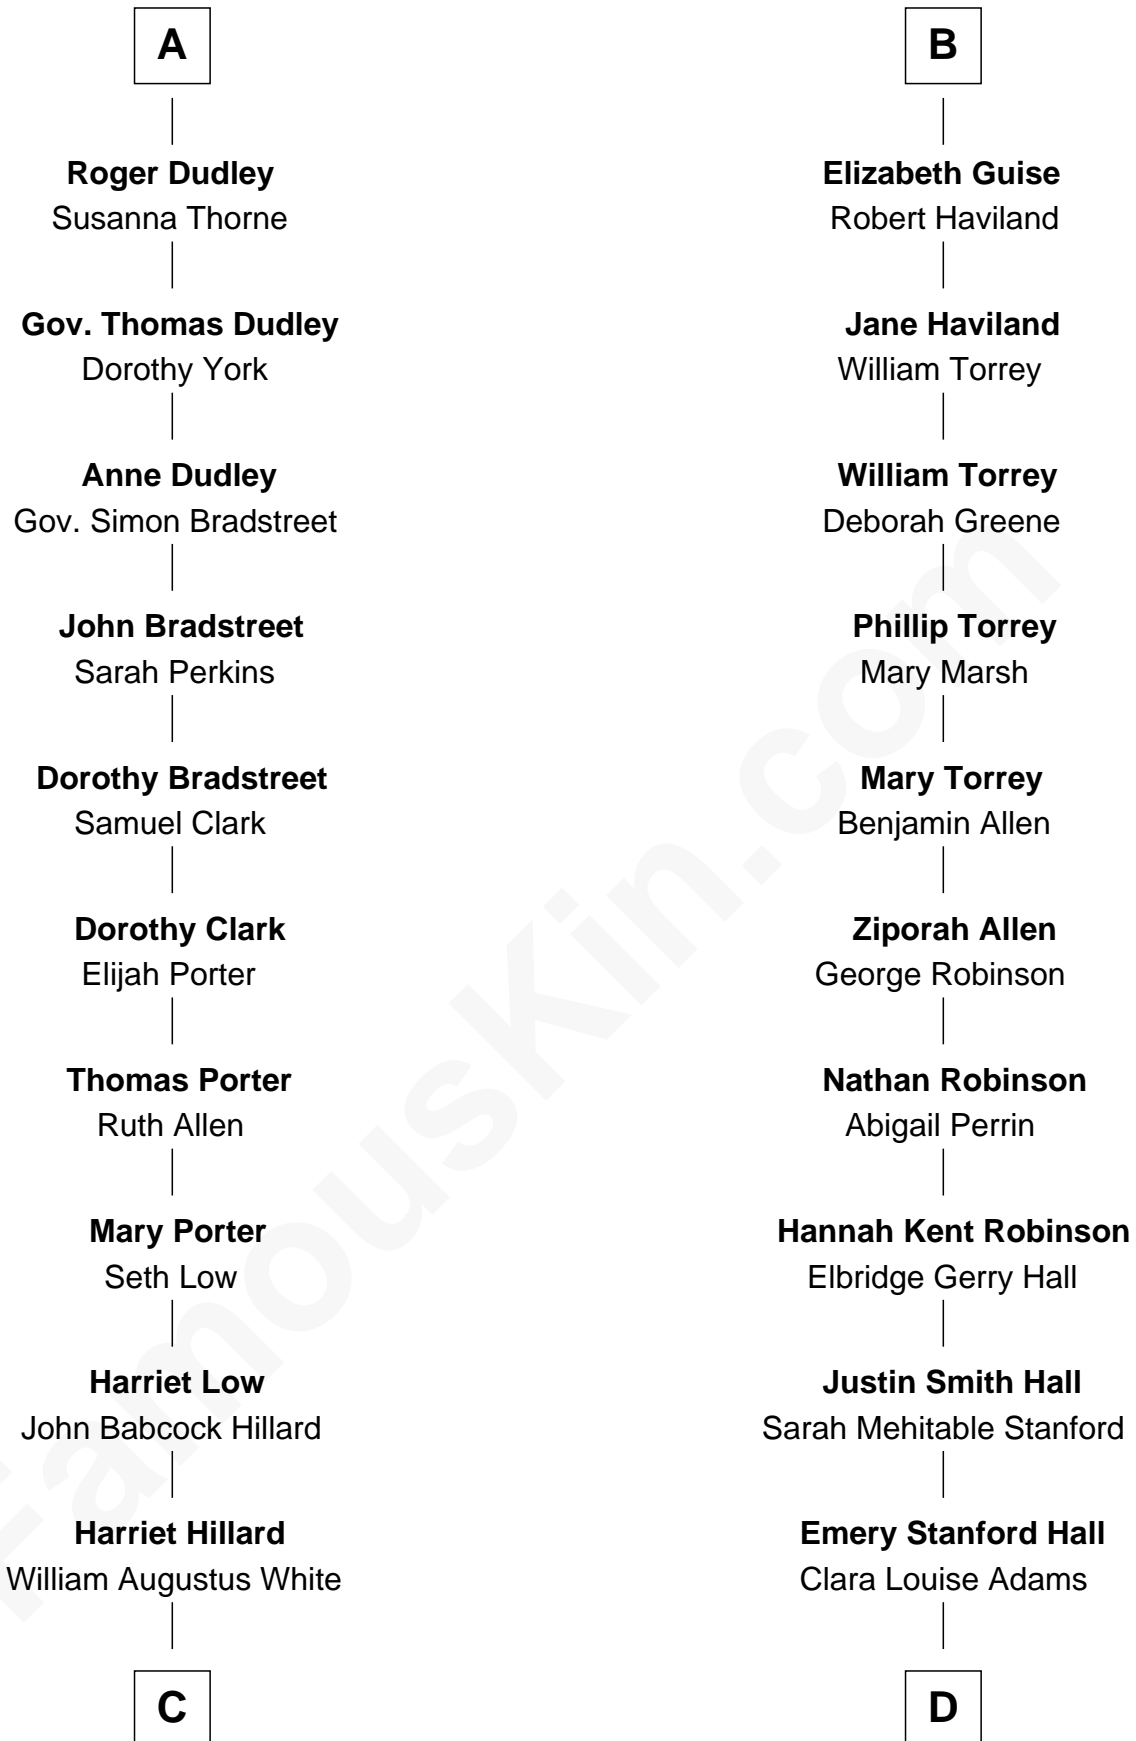 A
Roger Dudley
Susanna Thorne
Gov. Thomas Dudley
Dorothy York
Anne Dudley
Gov. Simon Bradstreet
John Bradstreet
Sarah Perkins
Dorothy Bradstreet
Samuel Clark
Dorothy Clark
Elijah Porter
Thomas Porter
Ruth Allen
Mary Porter
Seth Low
Harriet Low
John Babcock Hillard
Harriet Hillard
William Augustus White
C
B
Elizabeth Guise
Robert Haviland
Jane Haviland
William Torrey
William Torrey
Deborah Greene
Phillip Torrey
Mary Marsh
Mary Torrey
Benjamin Allen
Ziporah Allen
George Robinson
Nathan Robinson
Abigail Perrin
Hannah Kent Robinson
Elbridge Gerry Hall
Justin Smith Hall
Sarah Mehitable Stanford
Emery Stanford Hall
Clara Louise Adams
D
FamousKin.com